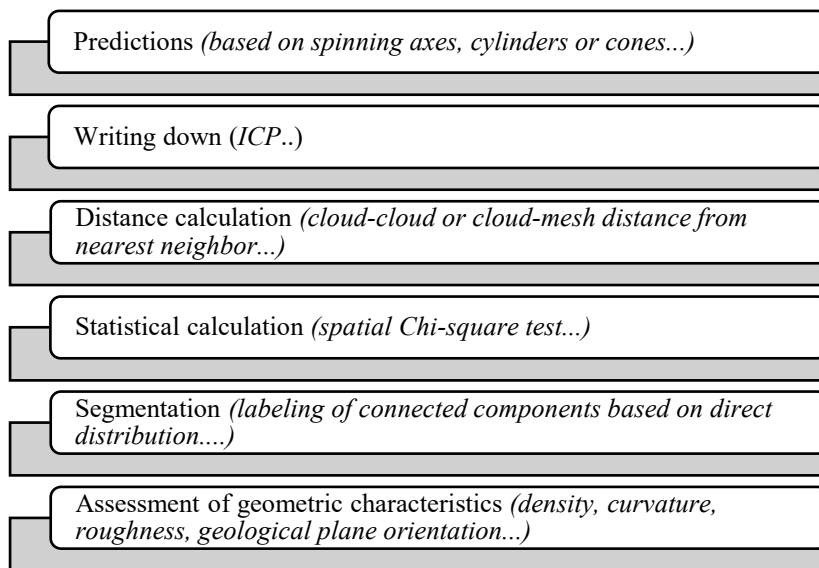 Predictions (based on spinning axes, cylinders or cones...)
Writing down (ICP..)
Distance calculation (cloud-cloud or cloud-mesh distance from
nearest neighbor...)
Statistical calculation (spatial Chi-square test...)
Segmentation (labeling of connected components based on direct
distribution....)
Assessment of geometric characteristics (density, curvature,
roughness, geological plane orientation...)